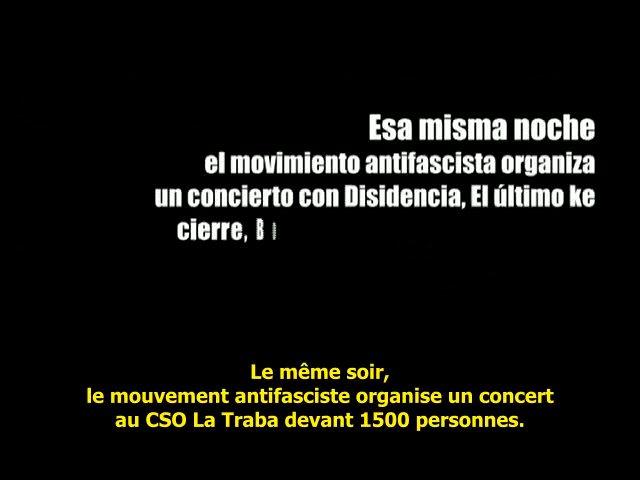 Esa misma noche
el movimiento antifascista organiza
un concierto con Disidencia, El último ke
cierre,
Le même soir,
le mouvement antifasciste organise un concert
au CSO La Traba devant 1500 personnes.